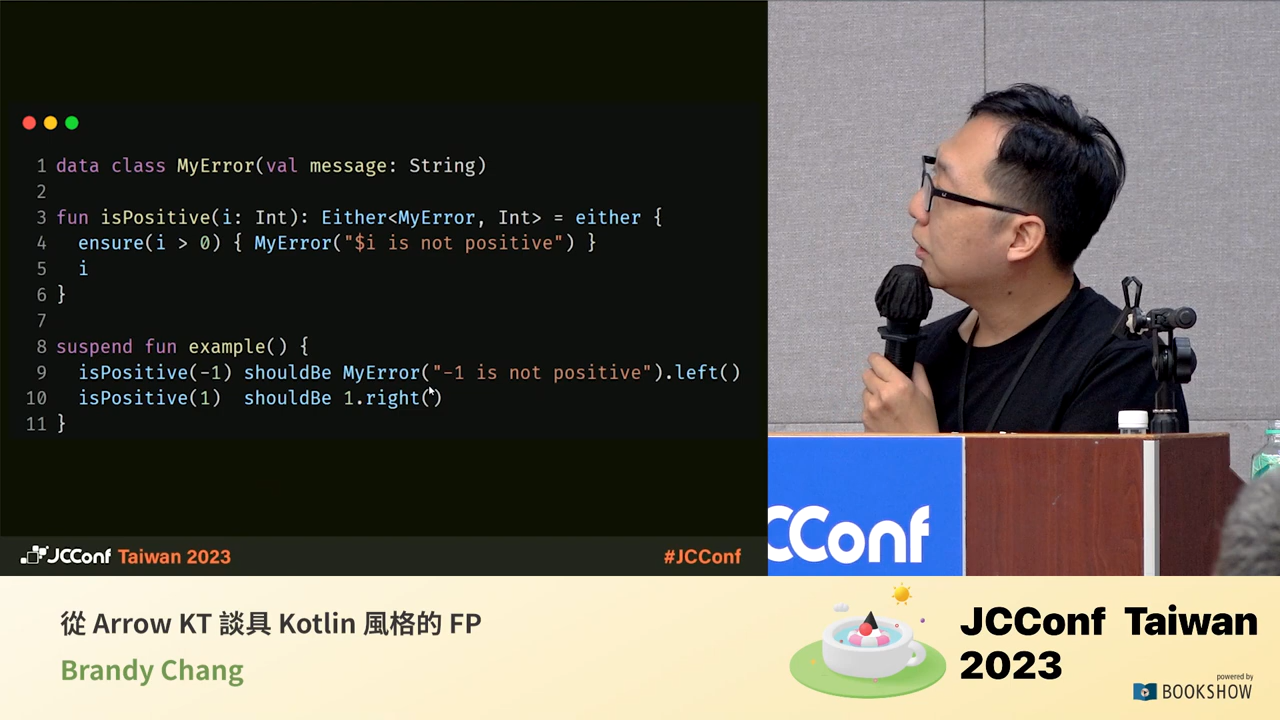 1 data class MyError(val message: String)
2
3 fun isPositive(i: Int): Either<MyError, Int> = either {
4   ensure(i > 0) { MyError("$i is not positive") }
5   i
6 }
7
8 suspend fun example() {
9   isPositive(-1) shouldBe MyError("-1 is not positive").left()
10   isPositive(1)  shouldBe 1.right()
11 }
JCConf Taiwan 2023
#JCConf
CConf
從 Arrow KT 談具 Kotlin 風格的 FP
Brandy Chang
JCConf Taiwan
2023
powered by
BOOKSHOW